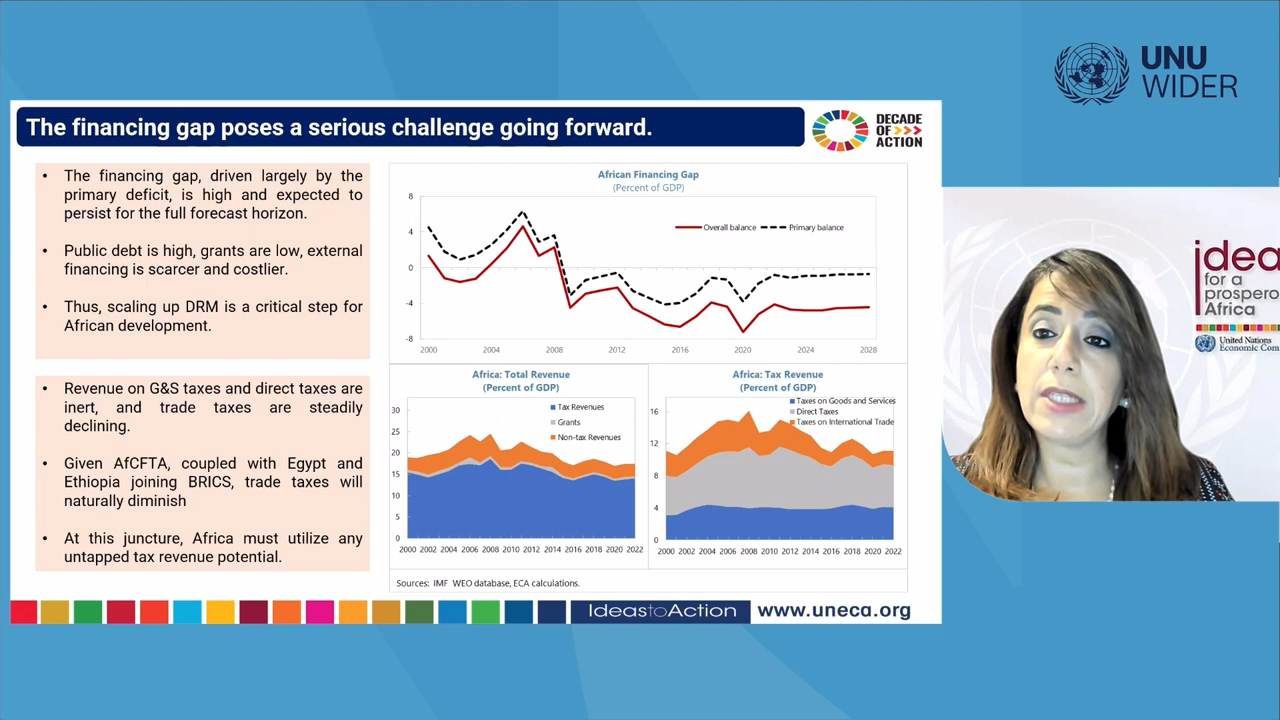 UNU
WIDER
The financing gap poses a serious challenge going forward.
DECADE
OF >>>
ACTION
• The financing gap, driven largely by the
primary deficit, is high and expected to
persist for the full forecast horizon.
• Public debt is high, grants are low, external
financing is scarcer and costlier.
• Thus, scaling up DRM is a critical step for
African development.
• Revenue on G&S taxes and direct taxes are
inert, and trade taxes are steadily
declining.
• Given AfCFTA, coupled with Egypt and
Ethiopia joining BRICS, trade taxes will
naturally diminish
• At this juncture, Africa must utilize any
untapped tax revenue potential.
African Financing Gap
(Percent of GDP)
8
4
0
-4
-8
Overall balance
Primary balance
2000 2004 2008 2012 2016 2020 2024 2028
Africa: Total Revenue
(Percent of GDP)
30
25
20
15
10
5
0
Tax Revenues
Grants
Non-tax Revenues
2000 2002 2004 2006 2008 2010 2012 2014 2016 2018 2020 2022
Africa: Tax Revenue
(Percent of GDP)
16
12
8
4
0
Taxes on Goods and Services
Direct Taxes
Taxes on International Trade
2000 2002 2004 2006 2008 2010 2012 2014 2016 2018 2020 2022
Sources: IMF WEO database, ECA calculations.
IdeastoAction
www.uneca.org
idea
for a
prospero
Africa
United Nations
Economic Com